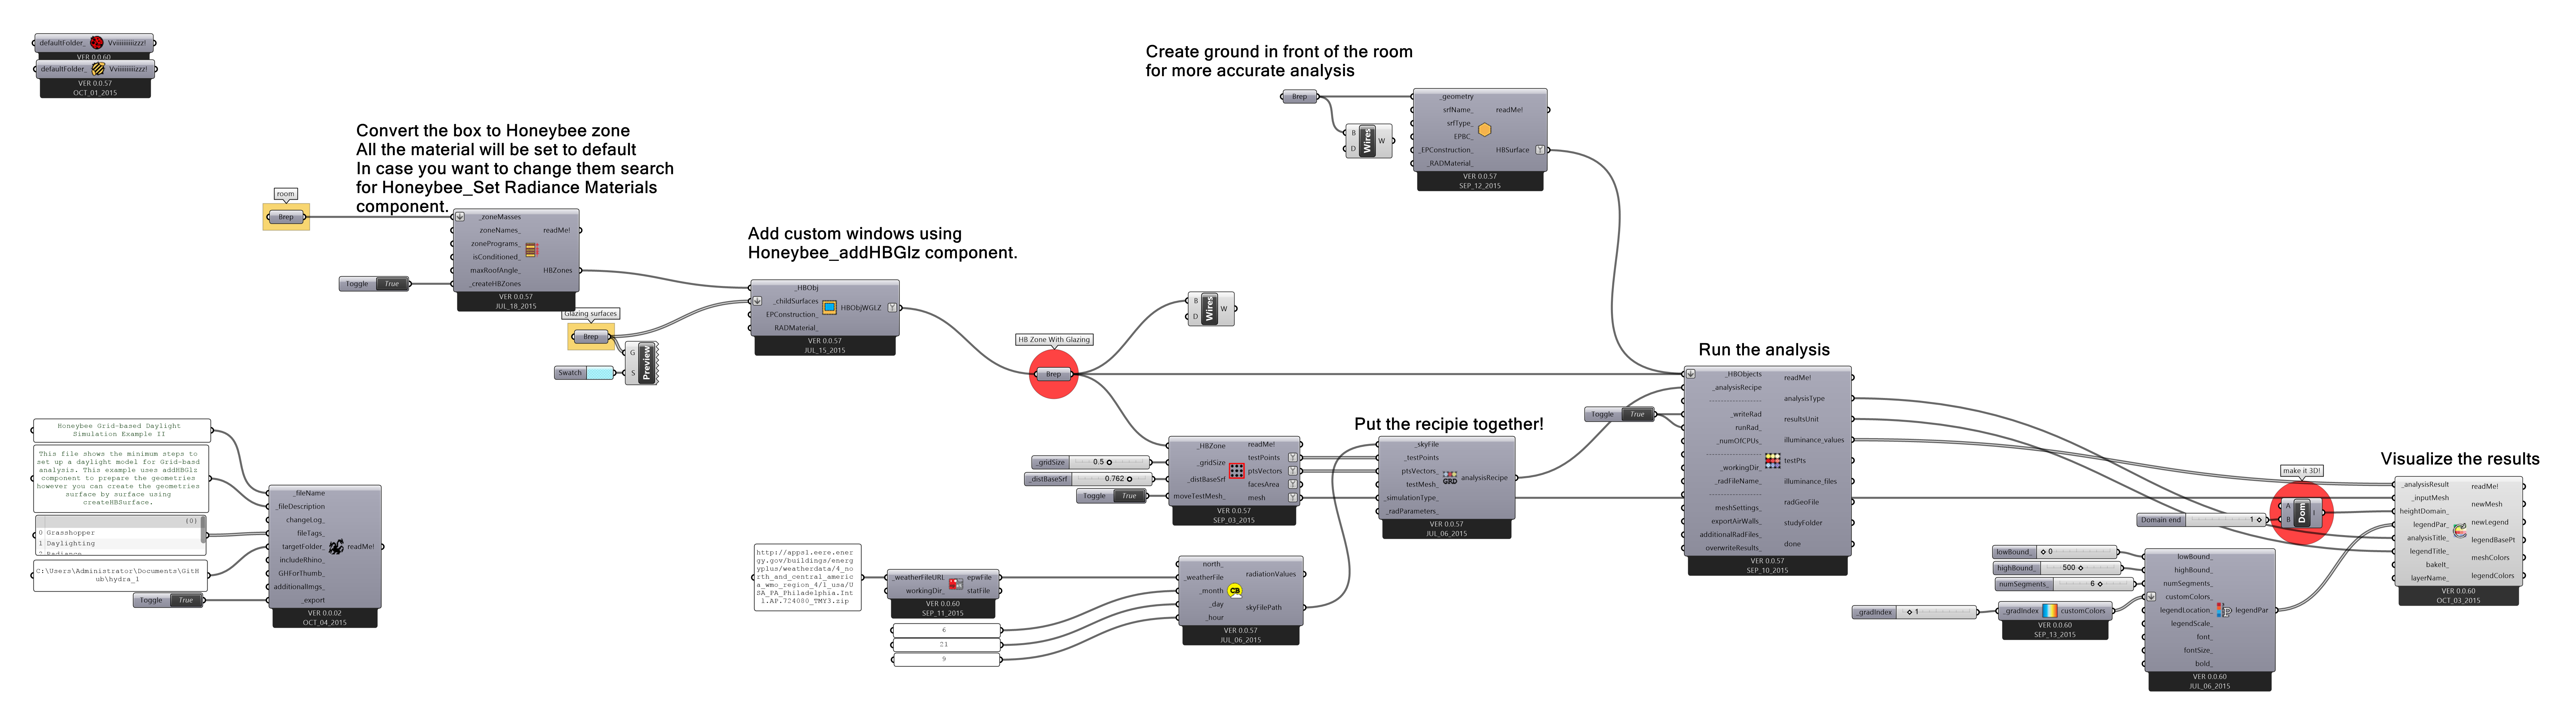 defaultFolder_ Vviiiiiiiiizzz!
VER 0.0.60
defaultFolder_ Vviiiiiiiiizzz!
VER 0.0.57
OCT_01_2015
Convert the box to Honeybee zone
All the material will be set to default
In case you want to change them search
for Honeybee_Set Radiance Materials
component.
room
Brep
_zoneMasses
zoneNames_
readMe!
zonePrograms_
isConditioned_
maxRoofAngle_
HBZones
_createHBZones
Toggle True
VER 0.0.57
JUL_18_2015
Glazing surfaces
Brep
G
S
Preview
Swatch
Add custom windows using
Honeybee_addHBGlz component.
_HBObj
_childSurfaces
HBObjWGLZ
EPConstruction_
RADMaterial_
VER 0.0.57
JUL_15_2015
HB Zone With Glazing
Brep
B
D
Wires
W
Create ground in front of the room
for more accurate analysis
Brep
B
D
Wires
W
_geometry
srfName_
readMe!
srfType_
EPBC_
_EPConstruction_
HBSurface
_RADMaterial_
VER 0.0.57
SEP_12_2015
Honeybee Grid-based Daylight
Simulation Example II
This file shows the minimum steps to
set up a daylight model for Grid-basd
analysis. This example uses addHBGlz
component to prepare the geometries
however you can create the geometries
surface by surface using
createHBSurface.
{0}
0 Grasshopper
1 Daylighting
2 Radiance
C:\Users\Administrator\Documents\GitH
ub\hydra_1
Toggle True
_fileName
_fileDescription
changeLog_
fileTags_
targetFolder_
readMe!
includeRhino_
GHForThumb_
additionalImgs_
_export
VER 0.0.02
OCT_04_2015
_gridSize 0.5
_distBaseSrf 0.762
Toggle True
_HBZone
_gridSize
_distBaseSrf
moveTestMesh_
readMe!
testPoints
ptsVectors
facesArea
mesh
VER 0.0.57
SEP_03_2015
Put the recipie together!
_skyFile
_testPoints
ptsVectors_
testMesh_
_simulationType_
_radParameters_
GRD
analysisRecipe
VER 0.0.57
JUL_06_2015
http://apps1.eere.ener
gy.gov/buildings/energ
yplus/weatherdata/4_no
rth_and_central_americ
a_wmo_region_4/1_usa/U
SA_PA_Philadelphia.Int
l.AP.724080_TMY3.zip
_weatherFileURL
workingDir_
epwFile
statFile
VER 0.0.60
SEP_11_2015
6
21
9
north_
_weatherFile
_month
_day
_hour
radiationValues
skyFilePath
VER 0.0.57
JUL_06_2015
Run the analysis
Toggle True
_HBObjects
_analysisRecipe
_writeRad
runRad_
_numOfCPUs_
_workingDir_
_radFileName_
meshSettings_
exportAirWalls_
additionalRadFiles_
overwriteResults_
readMe!
analysisType
resultsUnit
illuminance_values
testPts
illuminance_files
radGeoFile
studyFolder
done
VER 0.0.57
SEP_10_2015
make it 3D!
Domain end 1
A
B
Dom
I
lowBound_ 0
highBound_ 500
numSegments_ 6
_gradIndex 1
_gradIndex customColors
VER 0.0.60
SEP_13_2015
lowBound_
highBound_
numSegments_
customColors_
legendLocation_
legendPar
legendScale_
font_
fontSize_
bold_
VER 0.0.60
JUL_06_2015
Visualize the results
_analysisResult
_inputMesh
heightDomain_
legendPar_
analysisTitle_
legendTitle_
bakeIt_
layerName_
readMe!
newMesh
newLegend
legendBasePt
meshColors
legendColors
VER 0.0.60
OCT_03_2015